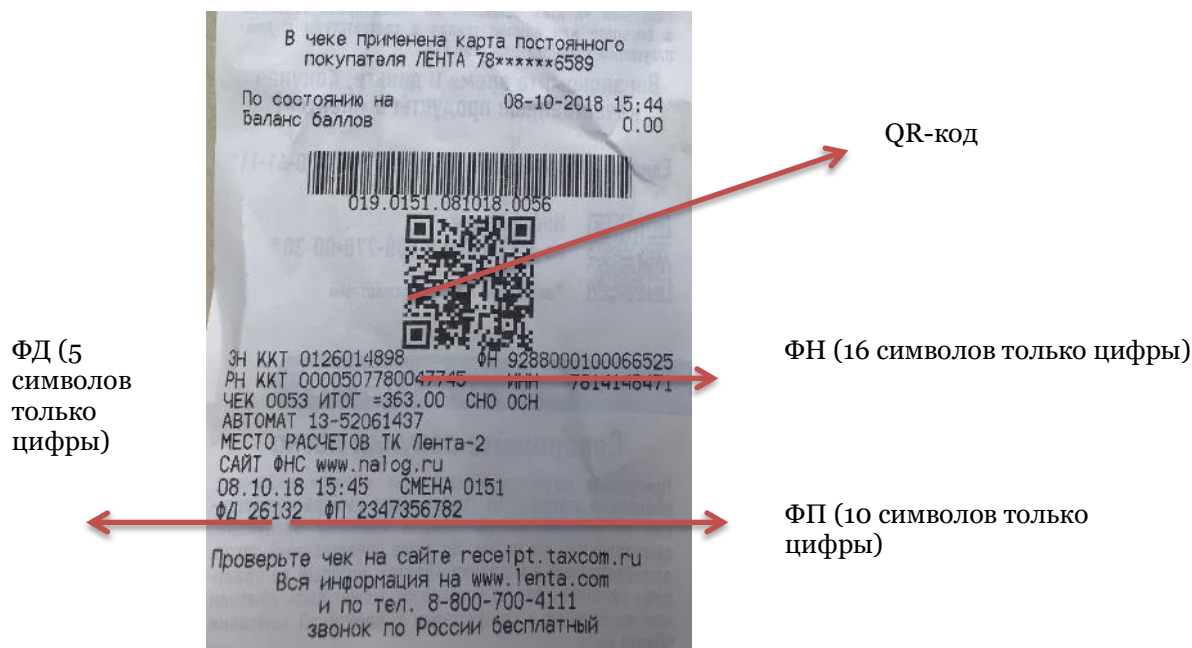 В чеке применена карта постоянного
покупателя ЛЕНТА 78******6589
По состоянию на 08-10-2018 15:44
Баланс баллов 0.00
019.0151.081018.0056
QR-код
ЗН ККТ 0126014898 ФН 9288000100066525
РН ККТ 0000507780047745 ИНН 7814148471
ЧЕК 0053 ИТОГ =363.00 СНО ОСН
АВТОМАТ 13-52061437
МЕСТО РАСЧЕТОВ ТК Лента-2
САЙТ ФНС www.nalog.ru
08.10.18 15:45 СМЕНА 0151
ФД 26132 ФП 2347356782
Проверьте чек на сайте receipt.taxcom.ru
Вся информация на www.lenta.com
и по тел. 8-800-700-4111
звонок по России бесплатный
ФД (5
символов
только
цифры)
ФН (16 символов только цифры)
ФП (10 символов только
цифры)